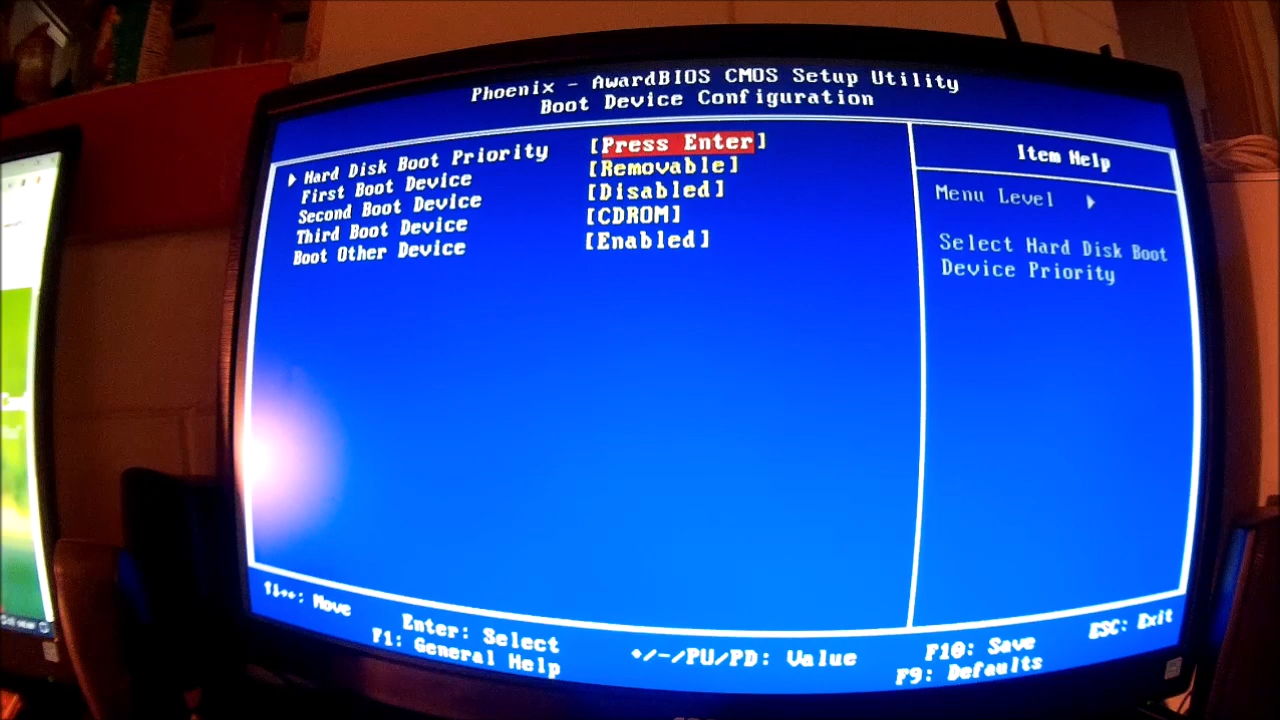 Phoenix - AwardBIOS CMOS Setup Utility
Boot Device Configuration
Hard Disk Boot Priority [Press Enter]
First Boot Device [Removable]
Second Boot Device [Disabled]
Third Boot Device [CDROM]
Boot Other Device [Enabled]
Item Help
Menu Level
Select Hard Disk Boot
Device Priority
↑↓→←: Move
Enter: Select
+/-/PU/PD: Value
F10: Save
ESC: Exit
F1: General Help
F9: Defaults